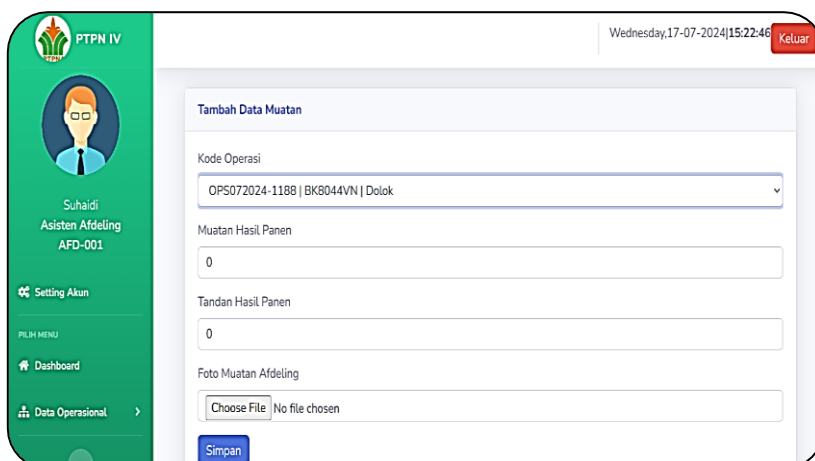 PTPN IV
PTPN
Wednesday,17-07-2024|15:22:46
Keluar
Suhaidi
Asisten Afdeling
AFD-001
Setting Akun
PILIH MENU
Dashboard
Data Operasional
Tambah Data Muatan
Kode Operasi
OPS072024-1188 | BK8044VN | Dolok
Muatan Hasil Panen
0
Tandan Hasil Panen
0
Foto Muatan Afdeling
Choose File No file chosen
Simpan